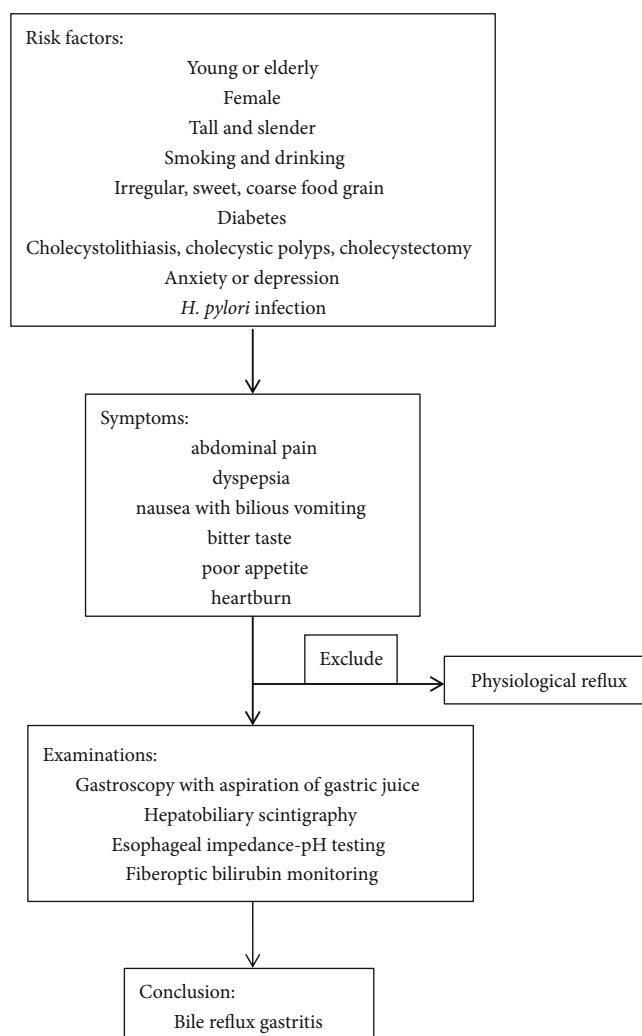 Risk factors:
Young or elderly
Female
Tall and slender
Smoking and drinking
Irregular, sweet, coarse food grain
Diabetes
Cholecystolithiasis, cholecystic polyps, cholecystectomy
Anxiety or depression
H. pylori infection
Symptoms:
abdominal pain
dyspepsia
nausea with bilious vomiting
bitter taste
poor appetite
heartburn
Exclude
Physiological reflux
Examinations:
Gastroscopy with aspiration of gastric juice
Hepatobiliary scintigraphy
Esophageal impedance-pH testing
Fiberoptic bilirubin monitoring
Conclusion:
Bile reflux gastritis